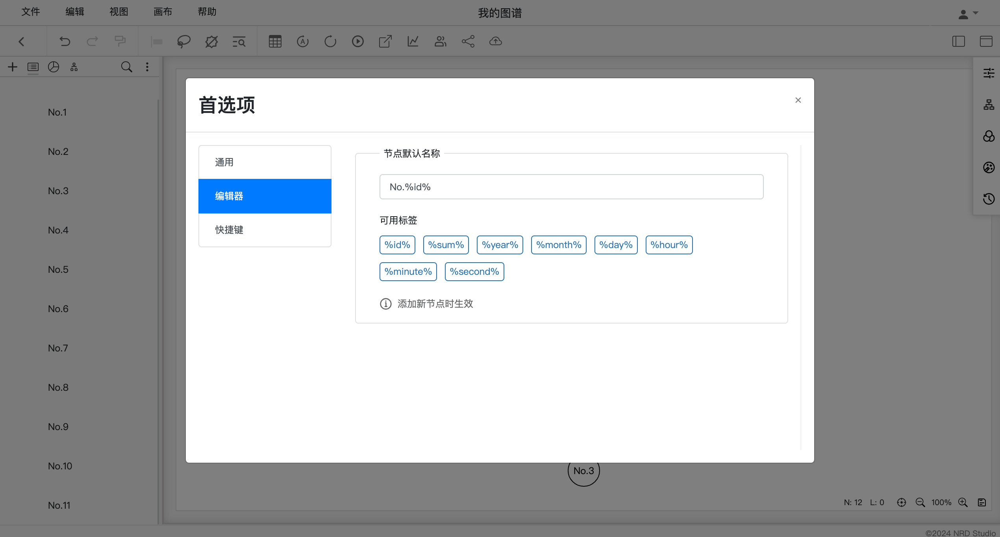 文件 编辑 视图 画布 帮助
我的图谱
No.1
No.2
No.3
No.4
No.5
No.6
No.7
No.8
No.9
No.10
No.11
首选项
×
通用
编辑器
快捷键
节点默认名称
No.%id%
可用标签
%id% %sum% %year% %month% %day% %hour%
%minute% %second%
添加新节点时生效
No.3
N: 12 L: 0 100%
©2024 NRD Studio